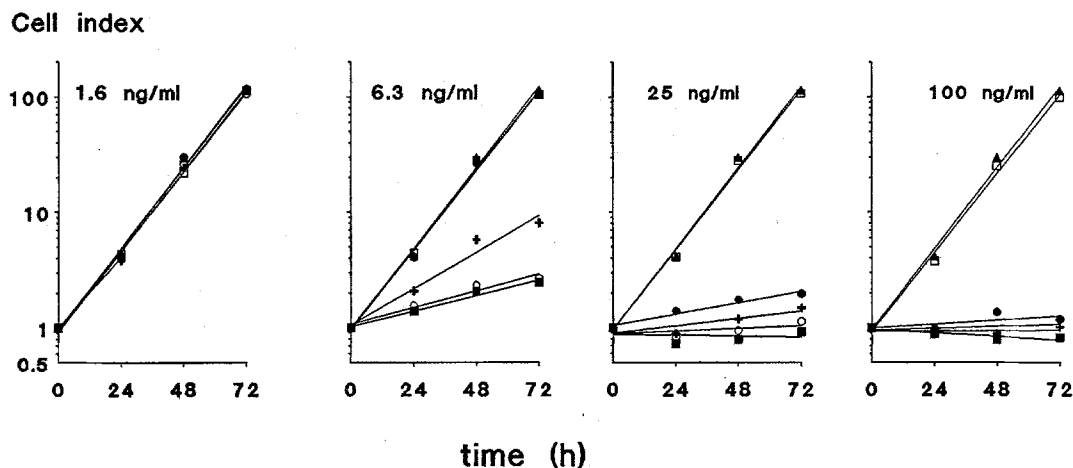 Cell index
1.6 ng/ml
6.3 ng/ml
25 ng/ml
100 ng/ml
100
10
1
0.5
0 24 48 72
0 24 48 72
0 24 48 72
0 24 48 72
time (h)